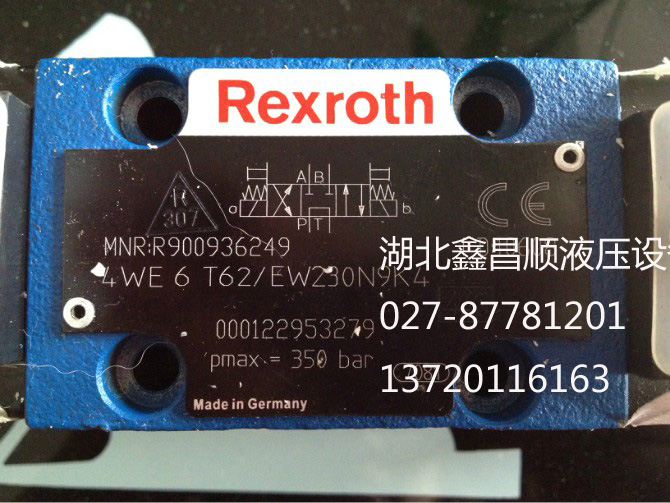 Rexroth
R
307
A B
a b
P T
CE
MNR:R900936249
湖北鑫昌顺液压设
4WE 6 T62/EW230N9K4
027-87781201
000122953279
pmax = 350 bar
13720116163
Made in Germany